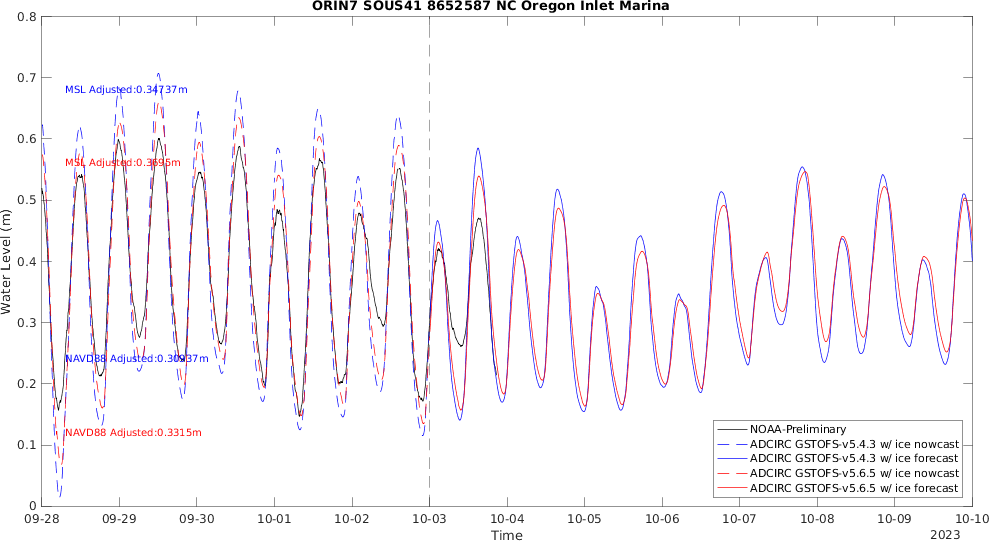 ORIN7 SOUS41 8652587 NC Oregon Inlet Marina
Water Level (m)
0.8
0.7
0.6
0.5
0.4
0.3
0.2
0.1
0
MSL Adjusted:0.34737m
MSL Adjusted:0.3695m
NAVD88 Adjusted:0.30937m
NAVD88 Adjusted:0.3315m
NOAA-Preliminary
ADCIRC GSTOFS-v5.4.3 w/ ice nowcast
ADCIRC GSTOFS-v5.4.3 w/ ice forecast
ADCIRC GSTOFS-v5.6.5 w/ ice nowcast
ADCIRC GSTOFS-v5.6.5 w/ ice forecast
09-28 09-29 09-30 10-01 10-02 10-03 10-04 10-05 10-06 10-07 10-08 10-09 10-10
Time
2023